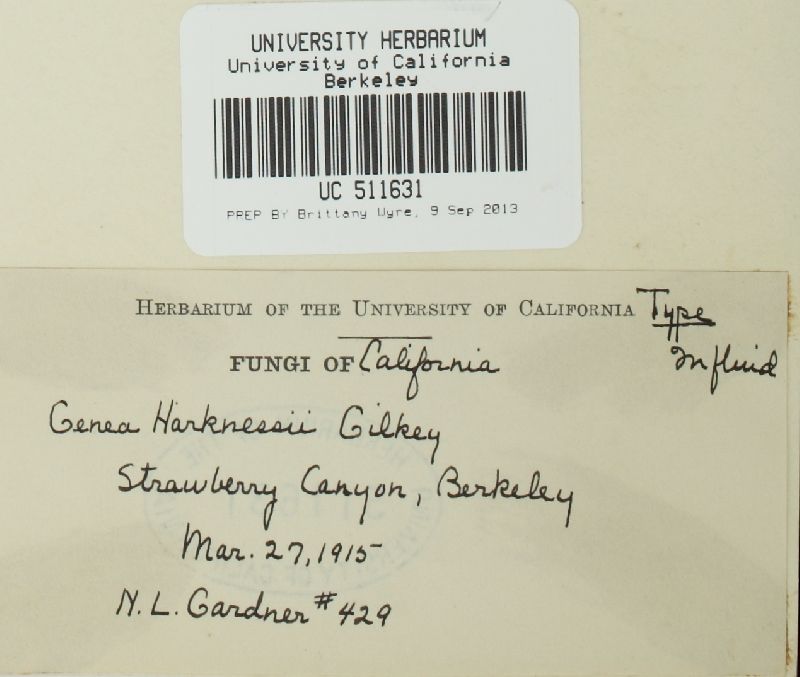 UNIVERSITY HERBARIUM
University of California
Berkeley
UC 511631
PREP BY Brittany Wyre, 9 Sep 2013
HERBARIUM OF THE UNIVERSITY OF CALIFORNIA Type
In fluid
FUNGI OF California
Genea Harknessii Gilkey
Strawberry Canyon, Berkeley
Mar. 27, 1915
N. L. Gardner #429